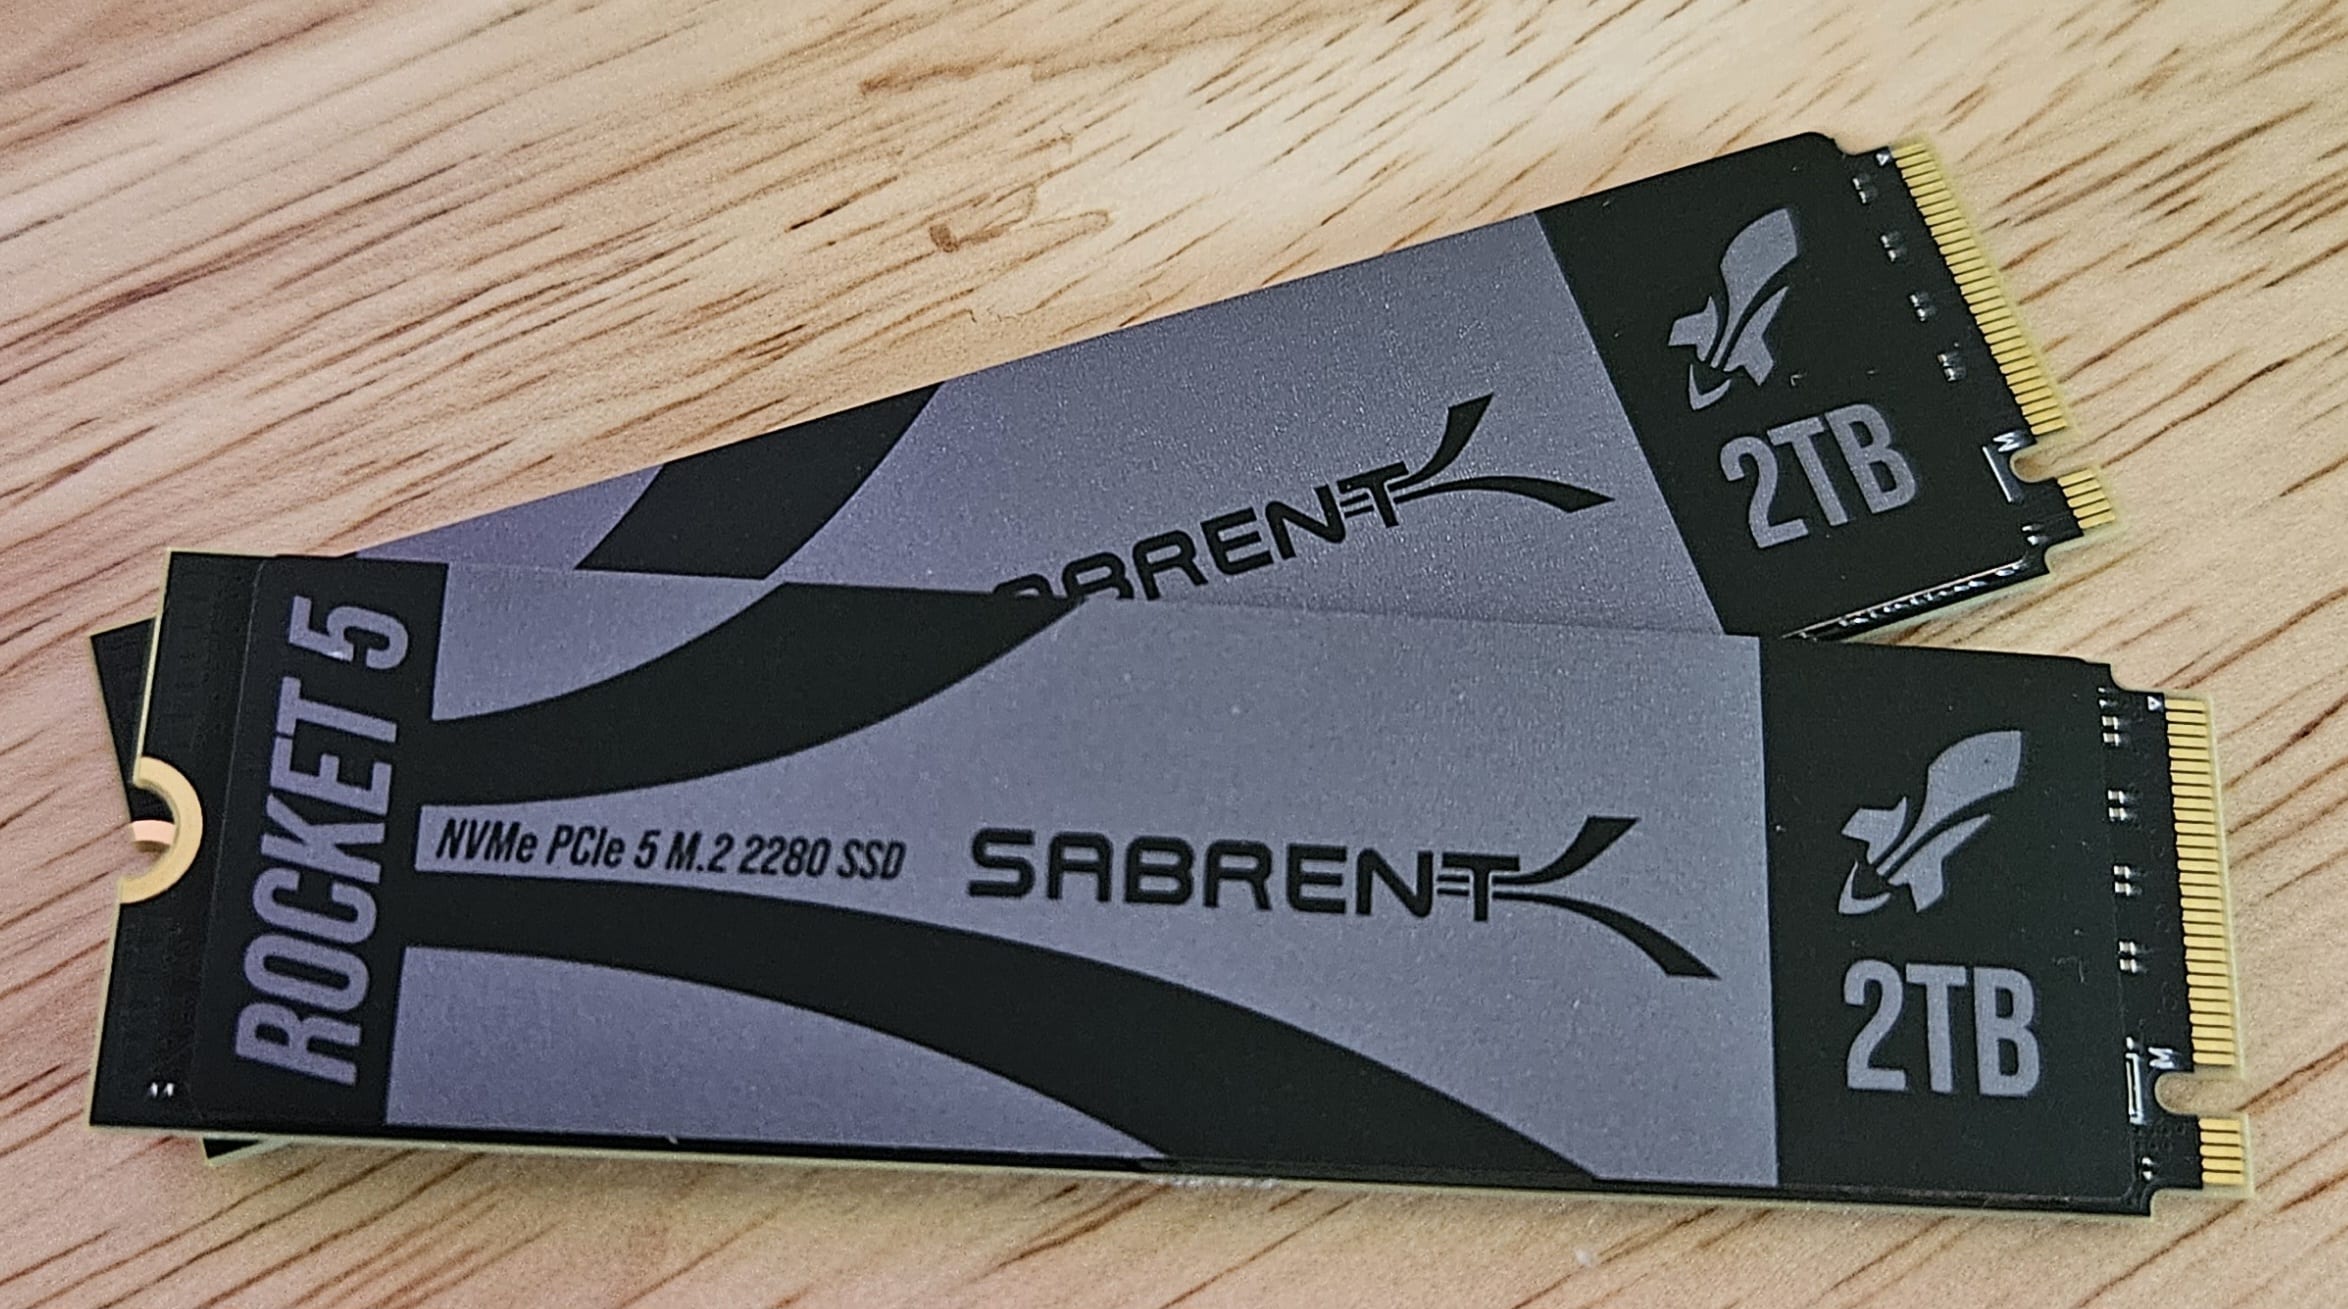 SABRENT
2TB
M
ROCKET 5
NVMe PCIe 5 M.2 2280 SSD
SABRENT
2TB
M